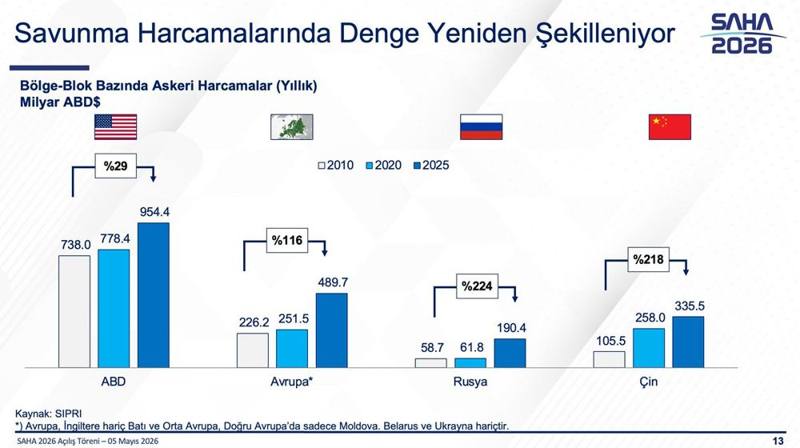 Savunma Harcamalarında Denge Yeniden Şekilleniyor
SAHA
2026
Bölge-Blok Bazında Askeri Harcamalar (Yıllık)
Milyar ABD$
2010 2020 2025
%29
738.0
778.4
954.4
ABD
%116
226.2
251.5
489.7
Avrupa*
%224
58.7
61.8
190.4
Rusya
%218
105.5
258.0
335.5
Çin
Kaynak: SIPRI
*) Avrupa, İngiltere hariç Batı ve Orta Avrupa, Doğru Avrupa'da sadece Moldova. Belarus ve Ukrayna hariçtir.
SAHA 2026 Açılış Töreni – 05 Mayıs 2026
13